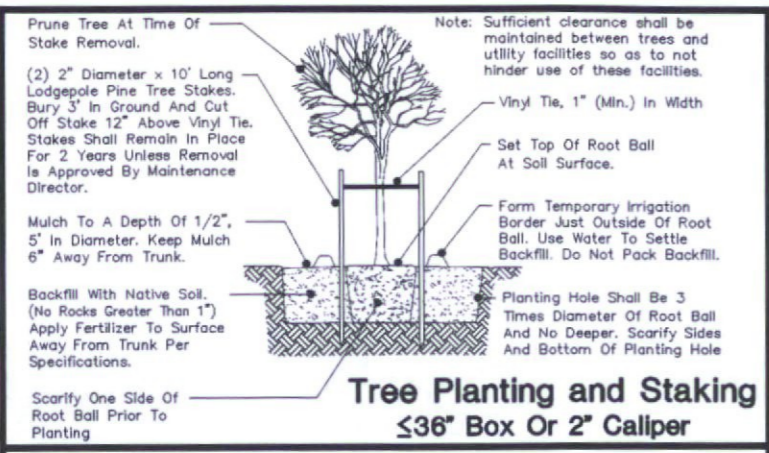 Prune Tree At Time Of
Stake Removal.
(2) 2" Diameter x 10' Long
Lodgepole Pine Tree Stakes.
Bury 3' In Ground And Cut
Off Stake 12" Above Vinyl Tie.
Stakes Shall Remain In Place
For 2 Years Unless Removal
Is Approved By Maintenance
Director.
Mulch To A Depth Of 1/2",
5' In Diameter. Keep Mulch
6" Away From Trunk.
Backfill With Native Soil.
(No Rocks Greater Than 1")
Apply Fertilizer To Surface
Away From Trunk Per
Specifications.
Scarify One Side Of
Root Ball Prior To
Planting
Note: Sufficient clearance shall be
maintained between trees and
utility facilities so as to not
hinder use of these facilities.
Vinyl Tie, 1" (Min.) In Width
Set Top Of Root Ball
At Soil Surface.
Form Temporary Irrigation
Border Just Outside Of Root
Ball. Use Water To Settle
Backfill. Do Not Pack Backfill.
Planting Hole Shall Be 3
Times Diameter Of Root Ball
And No Deeper. Scarify Sides
And Bottom Of Planting Hole
Tree Planting and Staking
≤36" Box Or 2" Caliper